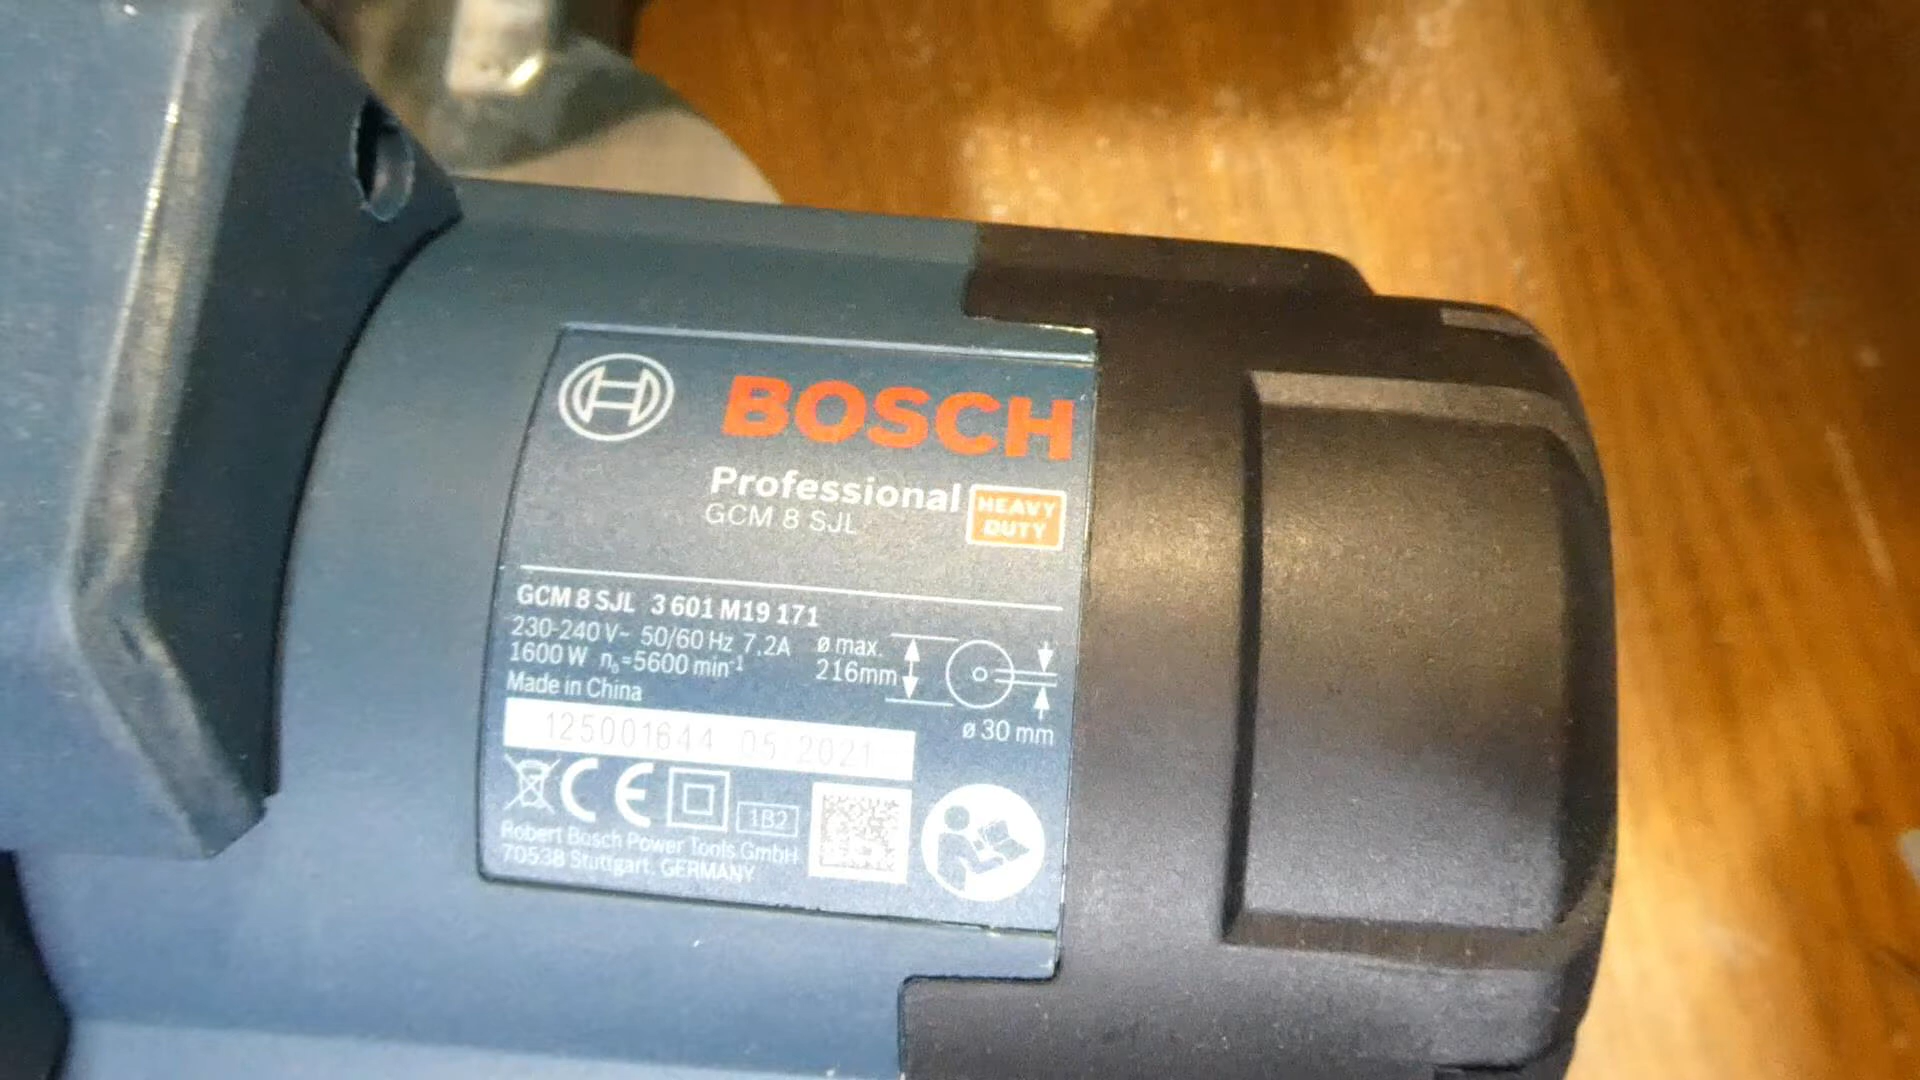 BOSCH
Professional
HEAVY
DUTY
GCM 8 SJL
GCM 8 SJL 3 601 M19 171
230-240 V~ 50/60 Hz 7,2A
1600 W n₀=5600 min⁻¹
ø max.
216mm
ø 30 mm
Made in China
125001644 05/2021
CE
1B2
Robert Bosch Power Tools GmbH
70538 Stuttgart, GERMANY